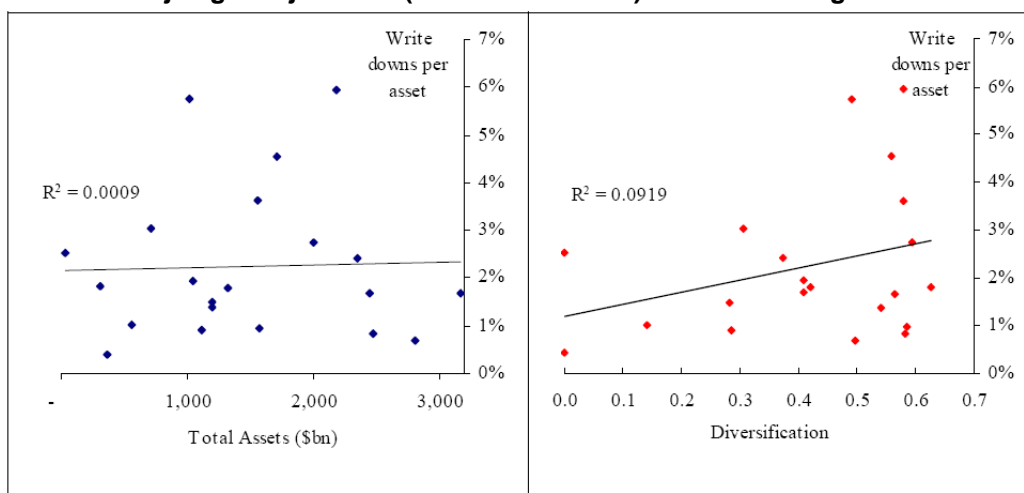 Write
downs per
asset
7%
6%
5%
4%
3%
2%
1%
0%
R² = 0.0009
-
1,000
2,000
3,000
Total Assets ($bn)
Write
downs per
asset
7%
6%
5%
4%
3%
2%
1%
0%
R² = 0.0919
0.0
0.1
0.2
0.3
0.4
0.5
0.6
0.7
Diversification